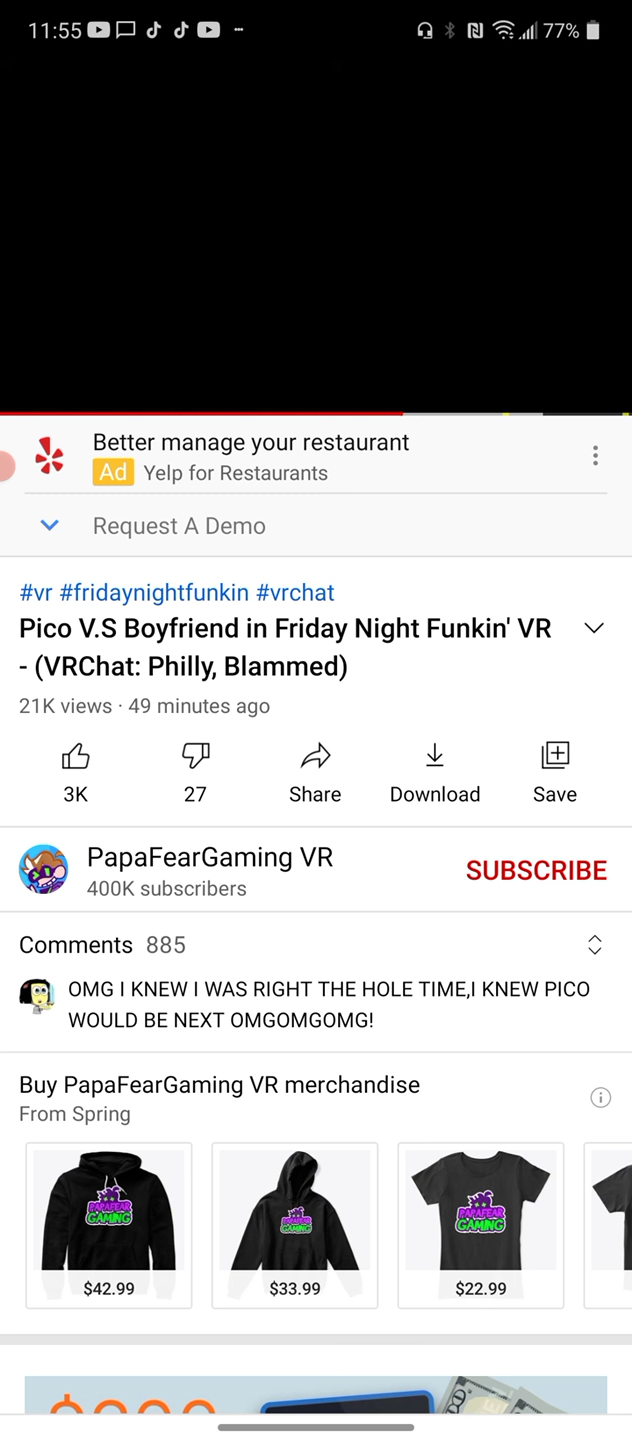 11:55 77%
Better manage your restaurant
Ad Yelp for Restaurants
Request A Demo
#vr #fridaynightfunkin #vrchat
Pico V.S Boyfriend in Friday Night Funkin' VR
- (VRChat: Philly, Blammed)
21K views · 49 minutes ago
3K 27 Share Download Save
PapaFearGaming VR
400K subscribers
SUBSCRIBE
Comments 885
OMG I KNEW I WAS RIGHT THE HOLE TIME,I KNEW PICO
WOULD BE NEXT OMGOMGOMG!
Buy PapaFearGaming VR merchandise
From Spring
PAPAFEAR
GAMING
PAPAFEAR
GAMING
PAPAFEAR
GAMING
$42.99 $33.99 $22.99